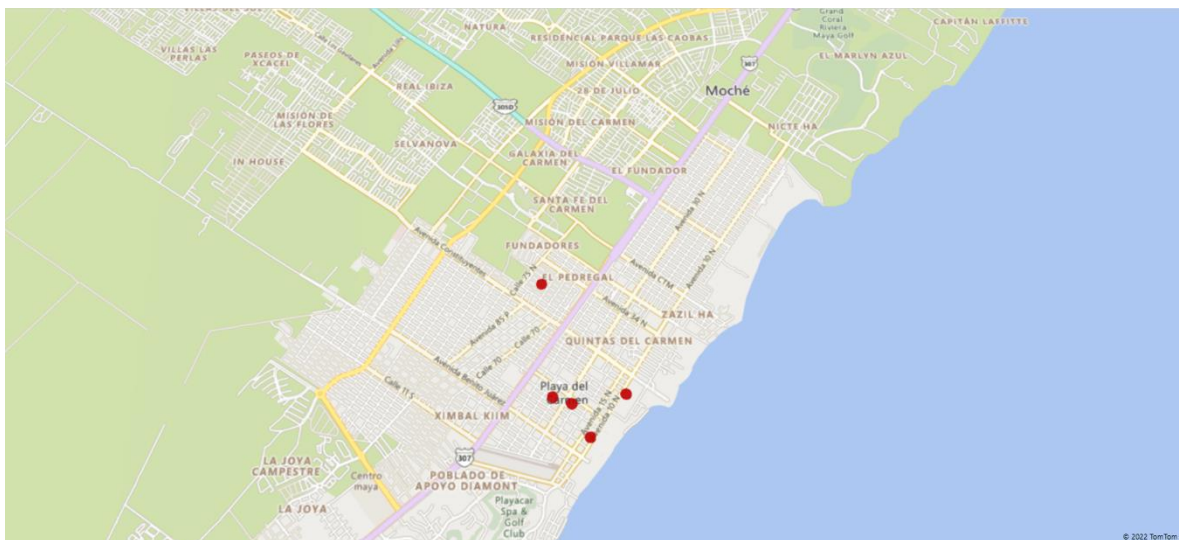 VILLAS LAS
PERLAS
PASEOS DE
XCACEL
Avenida Lilis
NATURA
RESIDENCIAL PARQUE LAS CAOBAS
Grand
Coral
Riviera
Maya Golf
CAPITÁN LAFFITTE
EL MARLYN AZUL
MISIÓN VILLAMAR
307
REAL IBIZA
28 DE JULIO
Moché
305D
MISIÓN DE
LAS FLORES
MISIÓN DEL CARMEN
NICTE HA
SELVANOVA
IN HOUSE
GALAXIA DEL
CARMEN
EL FUNDADOR
SANTA FE DEL
CARMEN
Avenida 30 N
Avenida Constituyentes
FUNDADORES
Calle 75 N
EL PEDREGAL
Avenida CTM
Avenida 10 N
Avenida 34 N
ZAZIL HA
Avenida 85 P
Calle 70
QUINTAS DEL CARMEN
Calle 70
Avenida Benito Juárez
Calle 11 S
Playa del
Carmen
Avenida 15 N
Avenida 10 N
XIMBAL KIIM
307
LA JOYA
CAMPESTRE
Centro
maya
POBLADO DE
APOYO DIAMONT
LA JOYA
Playacar
Spa &
Golf
Club
© 2022 TomTom